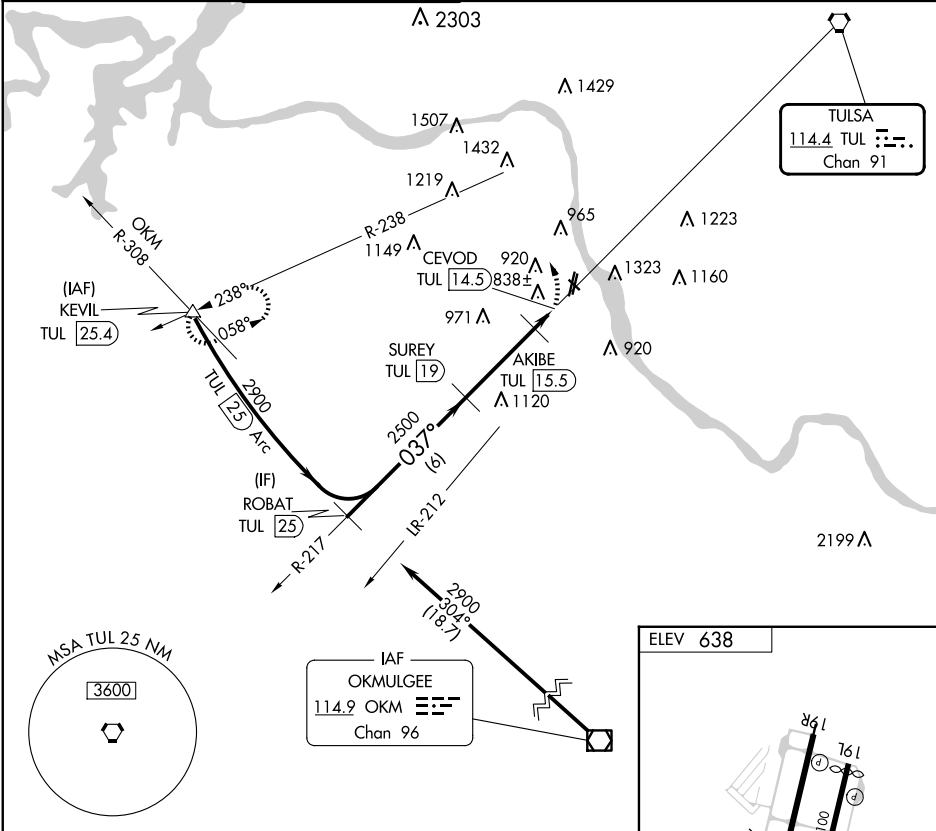 2303
1429
1507
1432
1219
TULSA
114.4 TUL
Chan 91
R-238
1149
965
1223
OKM
R-308
CEVOD
TUL 14.5
920
838±
1323
1160
(IAF)
KEVIL
TUL 25.4
238°
058°
971
920
SUREY
TUL 19
AKIBE
TUL 15.5
1120
2900
TUL 25 Arc
2500
037°
(6)
(IF)
ROBAT
TUL 25
R-217
LR-212
2199
2900
304°
(18.7)
MSA TUL 25 NM
3600
IAF
OKMULGEE
114.9 OKM
Chan 96
ELEV 638
19R
19L
P
P
100